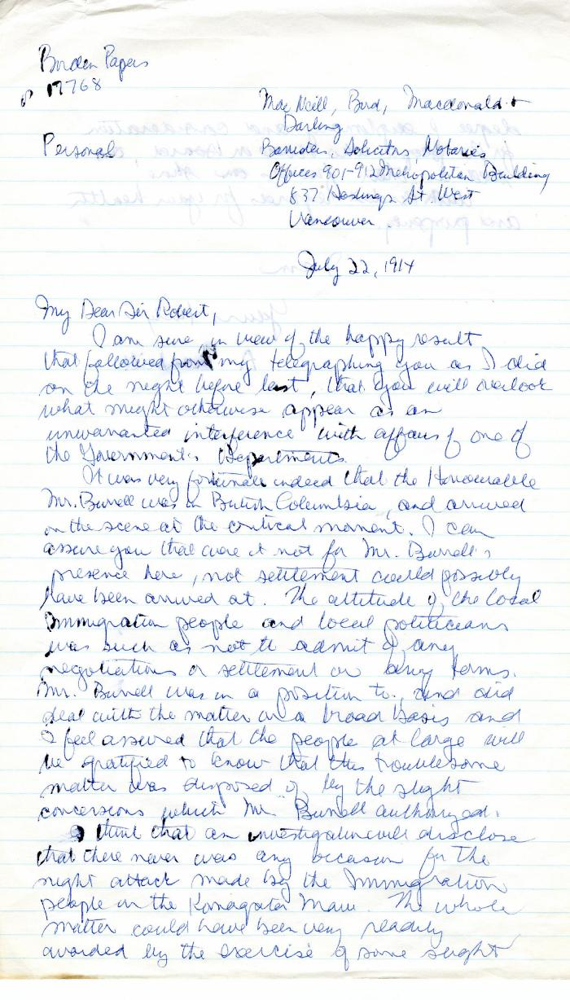 Borden Papers
p 17768
Mac Neill, Bird, Macdonald +
Darling
Personal
Barristers, Solicitors, Notaries
Offices 901-912 Metropolitan Building
837 Hastings St. West
Vancouver.
July 22, 1914
My Dear Sir Robert,
I am sure in view of the happy result
that followed from my telegraphing you as I did
on the night before last, that you will overlook
what might otherwise appear as an
unwarranted interference with affairs of one of
the Government's Departments.
It was very fortunate indeed that the Honourable
Mr. Burrell was in British Columbia, and arrived
on the scene at the critical moment. I can
assure you that were it not for Mr. Burrell's
presence here, not settlement could possibly
have been arrived at. The attitude of the local
Immigration people and local politicians
was such as not to admit of any
negotiations or settlement on any terms.
Mr. Burrell was in a position to, and did
deal with the matter on a broad basis and
I feel assured that the people at large will
be gratified to know that this troublesome
matter was disposed of by the slight
concessions which Mr. Burrell authorized.
I think that an investigation will disclose
that there never was any occasion for the
night attack made by the Immigration
people on the Komagata Maru. The whole
matter could have been very readily
avoided by the exercise of some slight